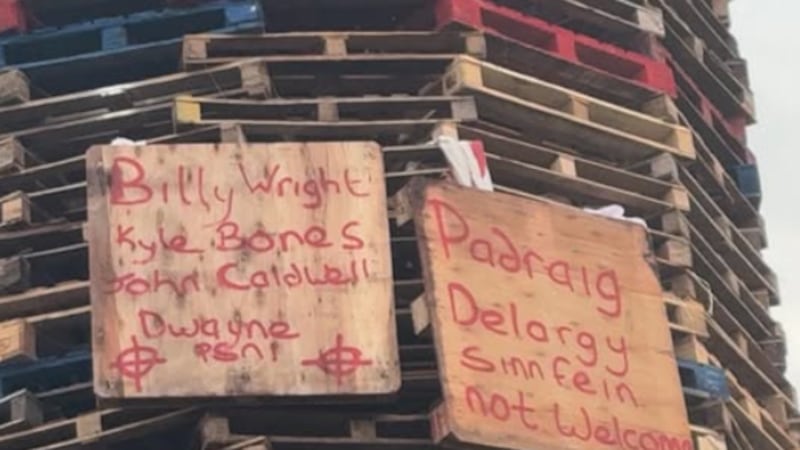 Billy Wright
Kyle Bones
John Caldwell
Dwayne
PSNI
Padraig
Delargy
Sinn fein
not Welcome